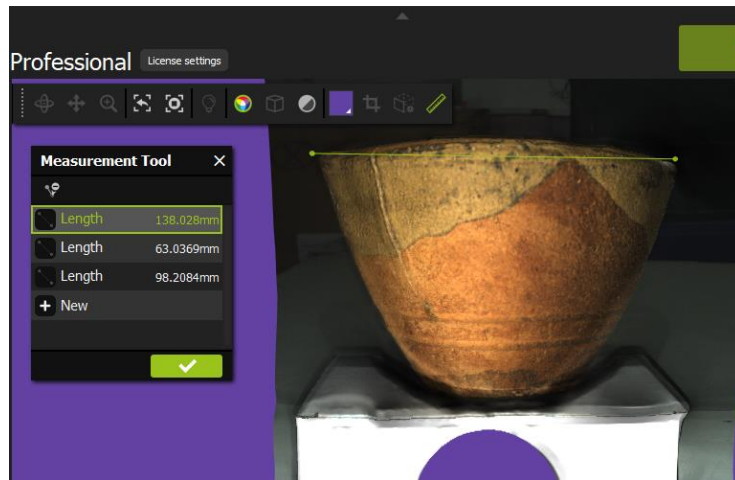 Professional License settings
Measurement Tool
Length 138.028mm
Length 63.0369mm
Length 98.2084mm
New